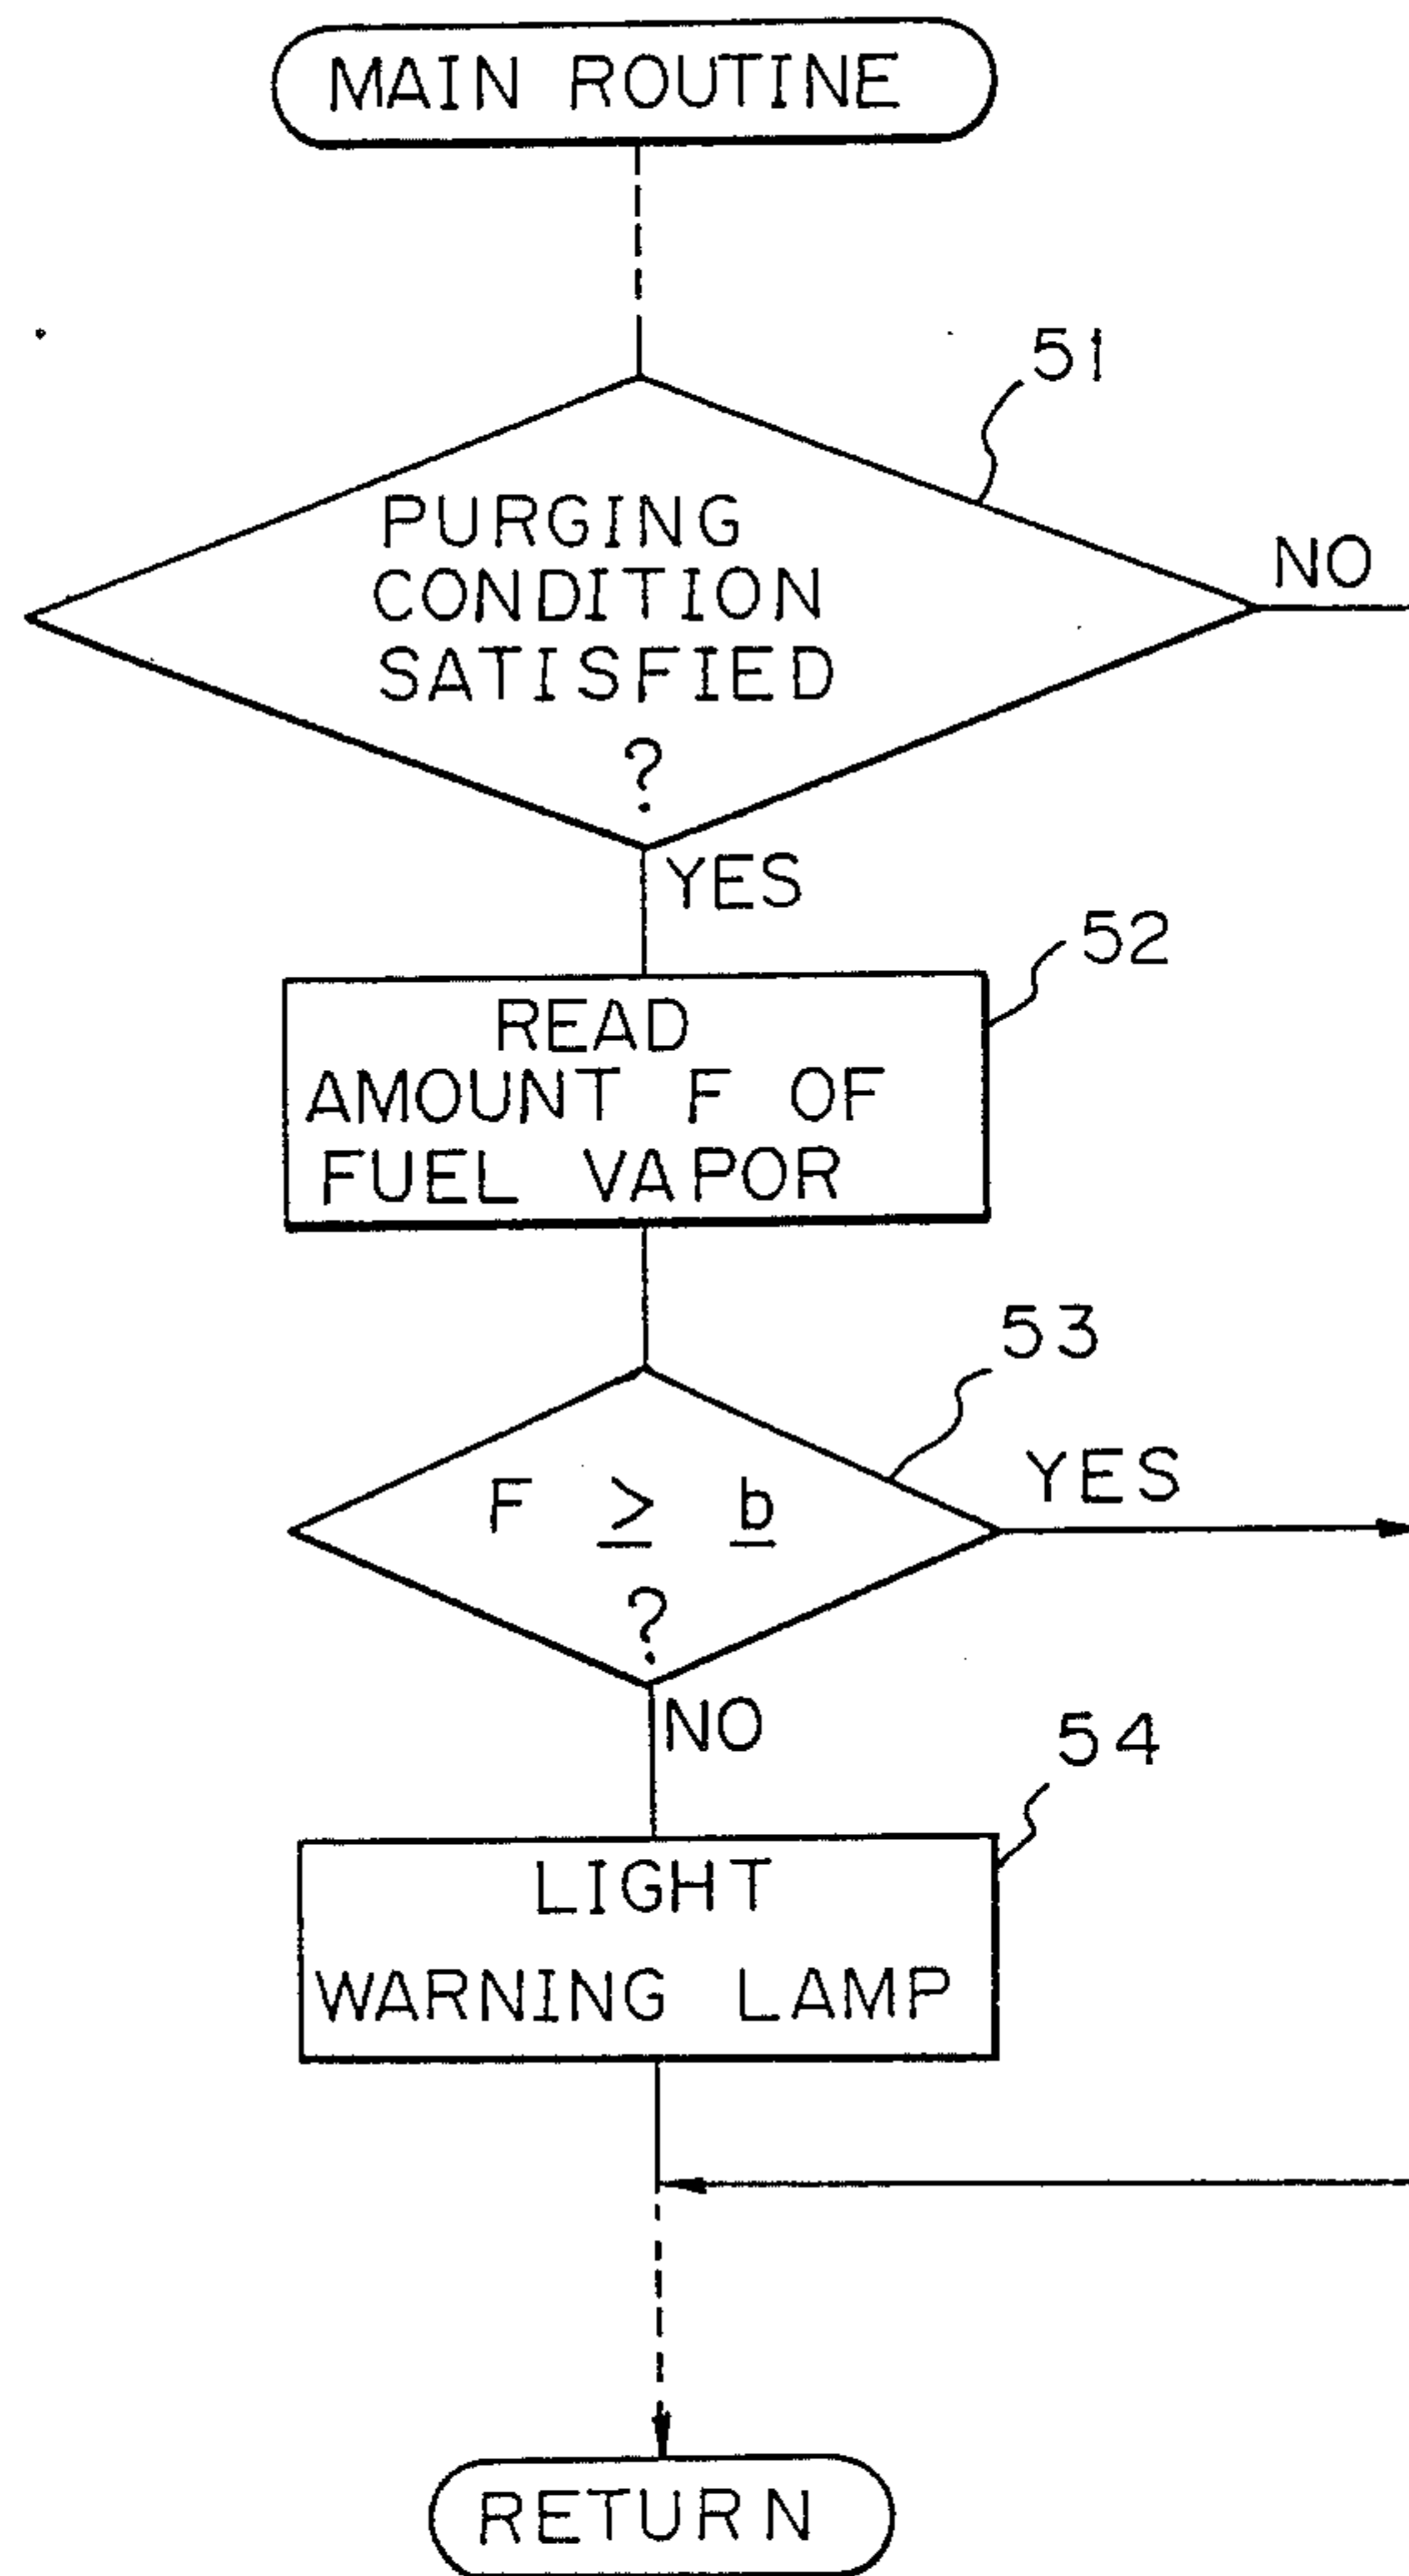 MAIN ROUTINE
51
PURGING
CONDITION
SATISFIED
?
NO
YES
52
READ
AMOUNT F OF
FUEL VAPOR
53
F ≥ b
?
YES
NO
54
LIGHT
WARNING LAMP
RETURN